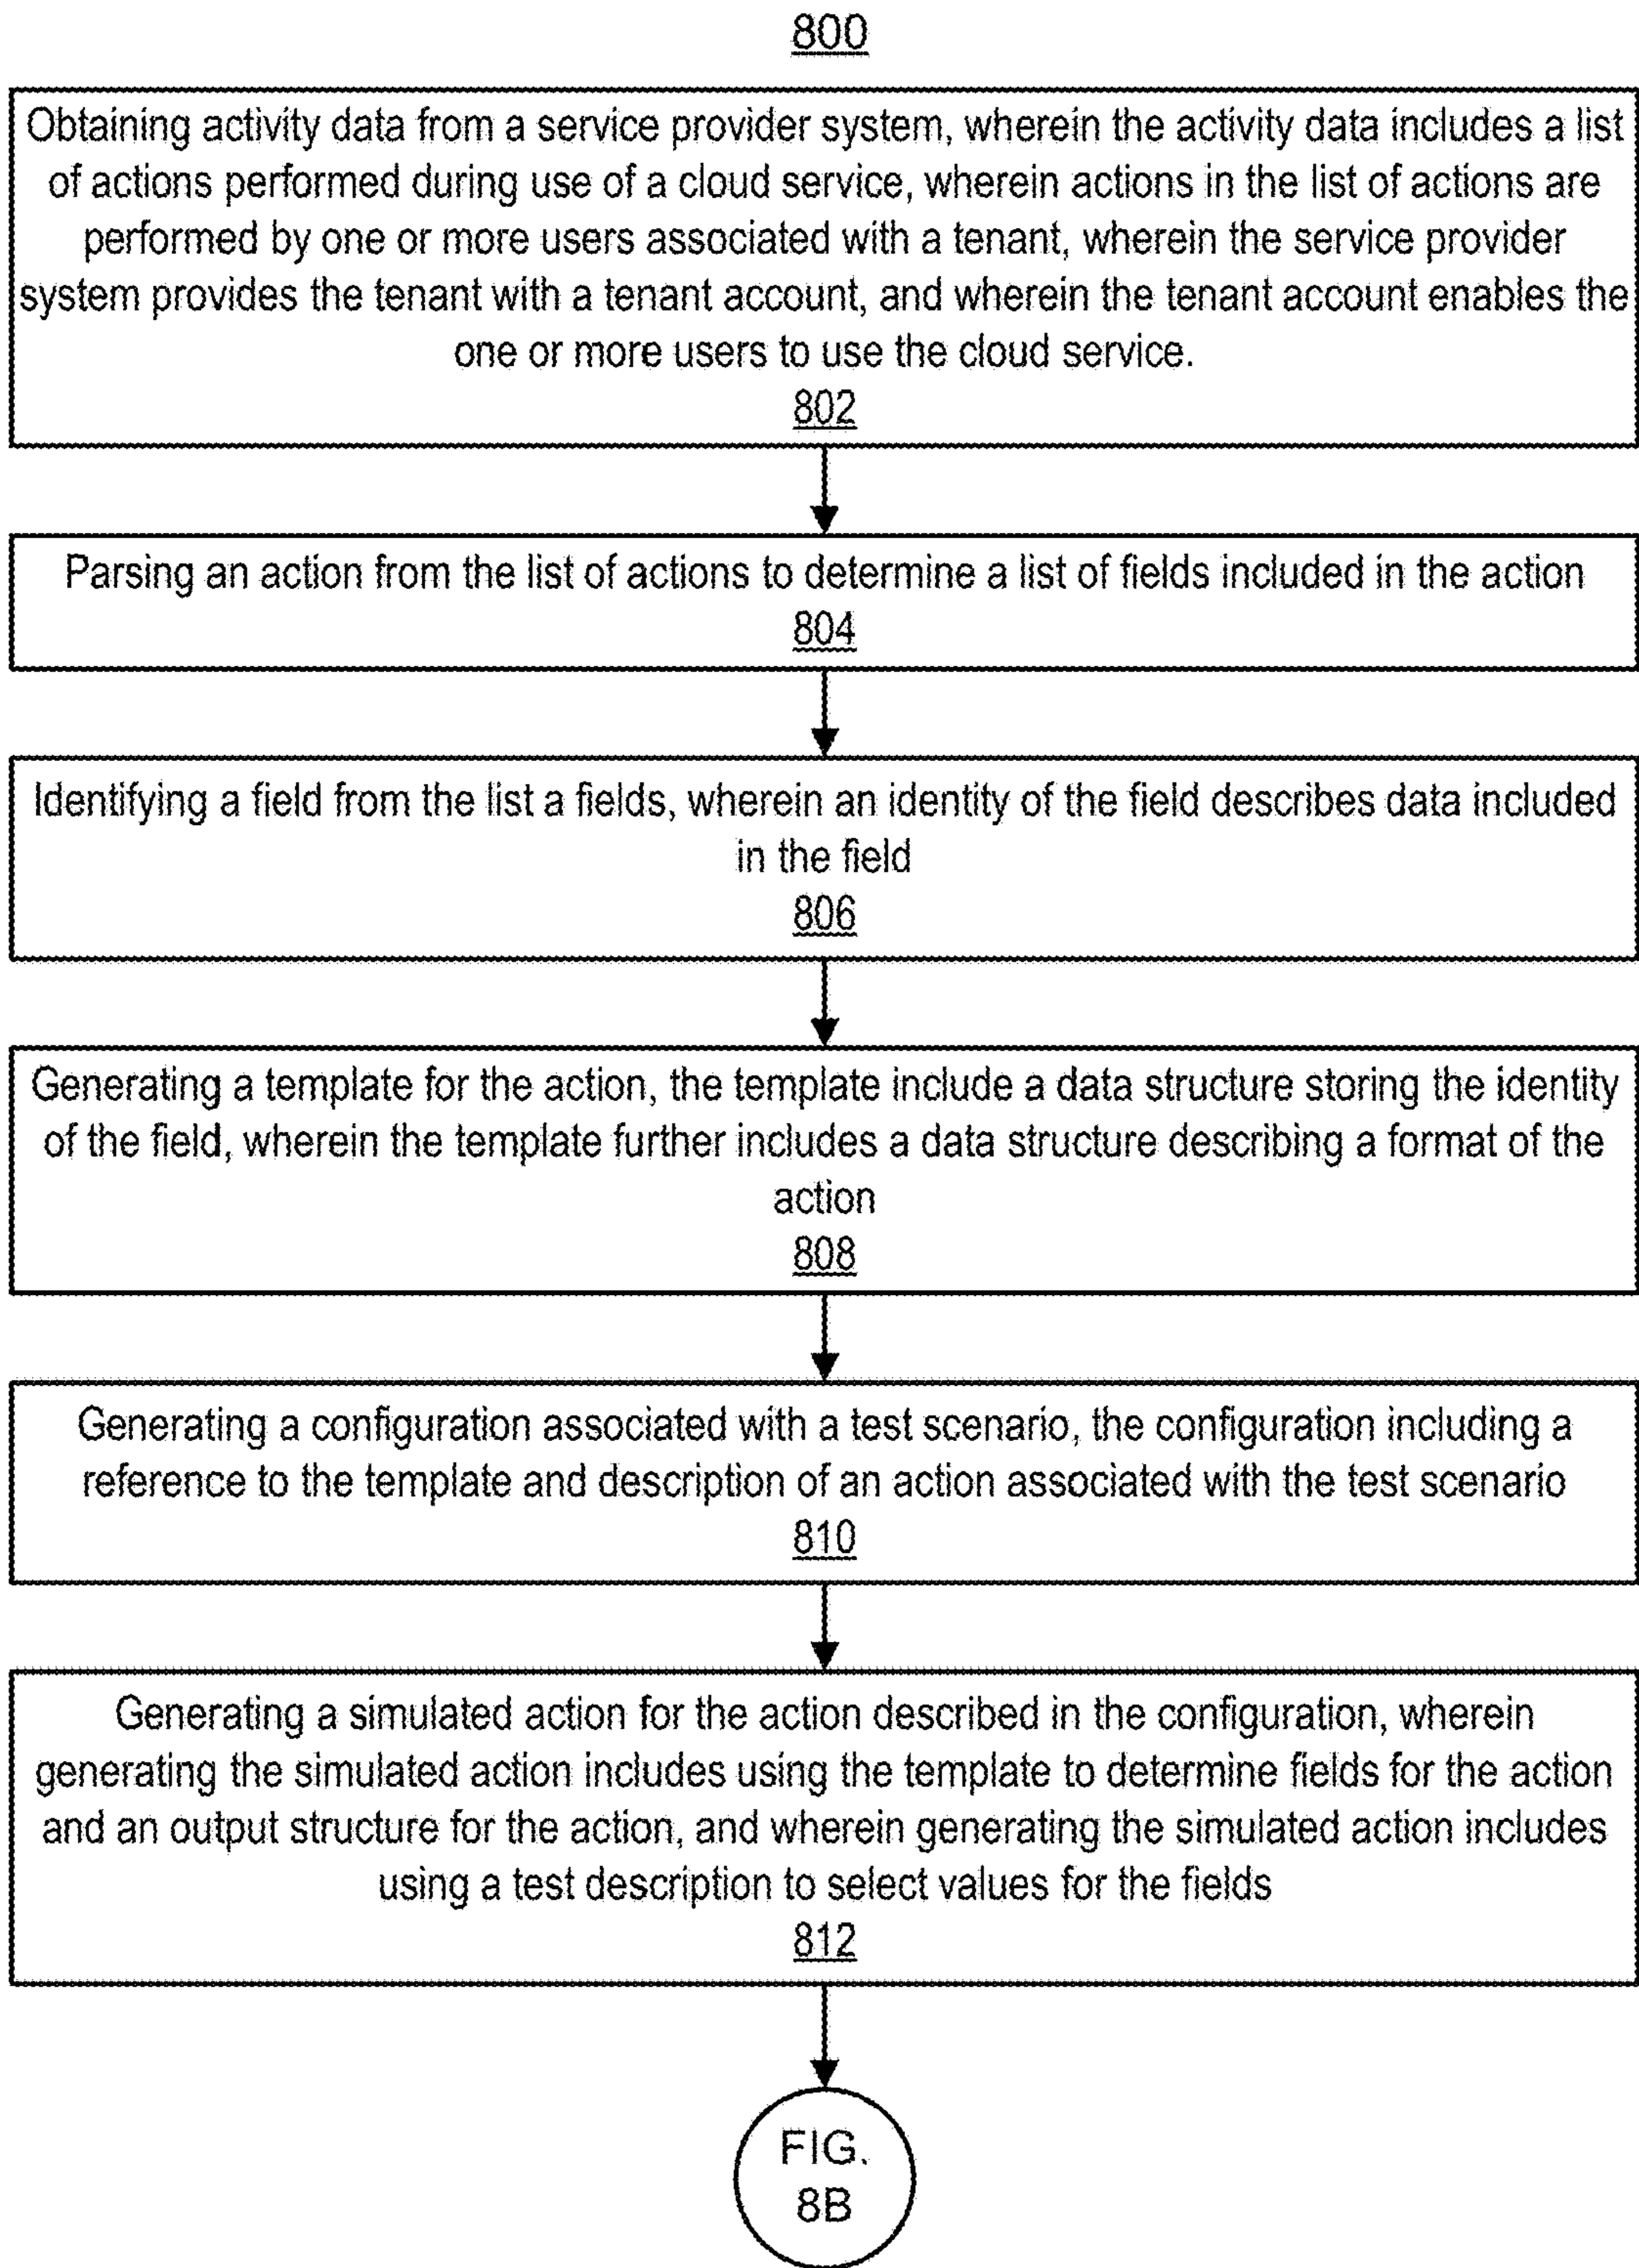 800
Obtaining activity data from a service provider system, wherein the activity data includes a list
of actions performed during use of a cloud service, wherein actions in the list of actions are
performed by one or more users associated with a tenant, wherein the service provider
system provides the tenant with a tenant account, and wherein the tenant account enables the
one or more users to use the cloud service.
802
Parsing an action from the list of actions to determine a list of fields included in the action
804
Identifying a field from the list a fields, wherein an identity of the field describes data included
in the field
806
Generating a template for the action, the template include a data structure storing the identity
of the field, wherein the template further includes a data structure describing a format of the
action
808
Generating a configuration associated with a test scenario, the configuration including a
reference to the template and description of an action associated with the test scenario
810
Generating a simulated action for the action described in the configuration, wherein
generating the simulated action includes using the template to determine fields for the action
and an output structure for the action, and wherein generating the simulated action includes
using a test description to select values for the fields
812
FIG.
8B